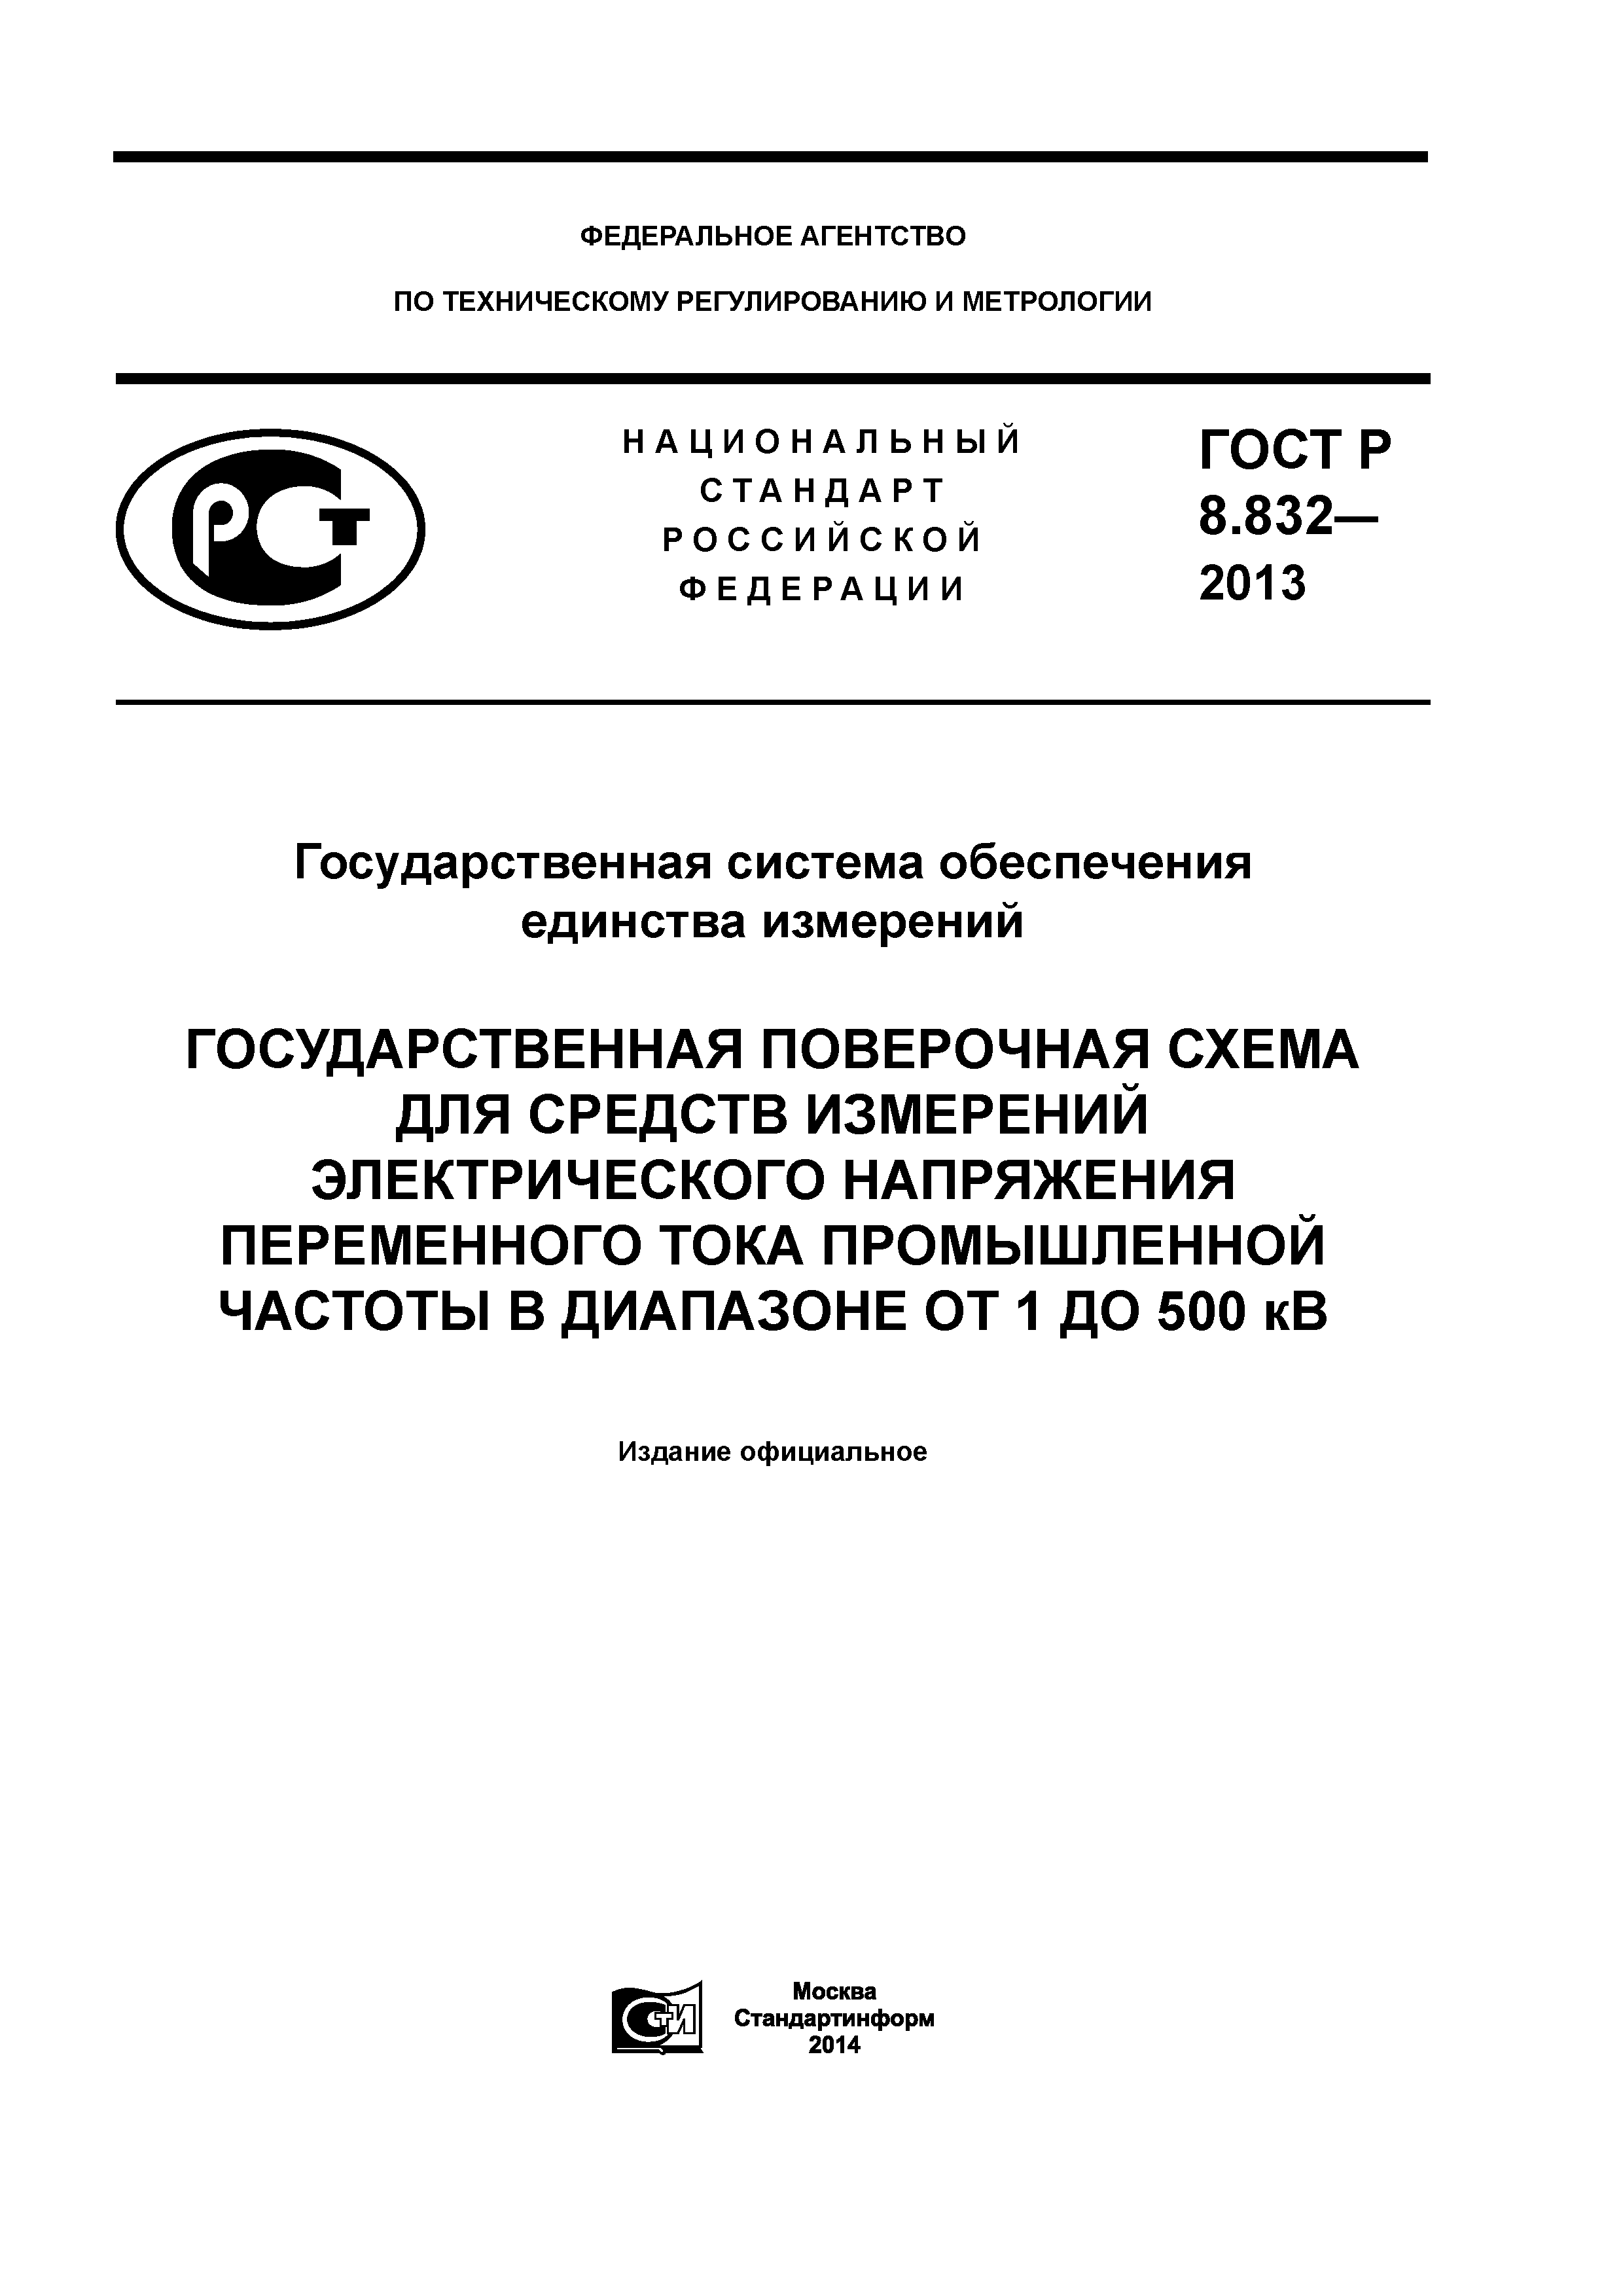 ФЕДЕРАЛЬНОЕ АГЕНТСТВО
ПО ТЕХНИЧЕСКОМУ РЕГУЛИРОВАНИЮ И МЕТРОЛОГИИ
РСТ
НАЦИОНАЛЬНЫЙ
СТАНДАРТ
РОССИЙСКОЙ
ФЕДЕРАЦИИ
ГОСТ Р
8.832—
2013
Государственная система обеспечения
единства измерений
ГОСУДАРСТВЕННАЯ ПОВЕРОЧНАЯ СХЕМА
ДЛЯ СРЕДСТВ ИЗМЕРЕНИЙ
ЭЛЕКТРИЧЕСКОГО НАПРЯЖЕНИЯ
ПЕРЕМЕННОГО ТОКА ПРОМЫШЛЕННОЙ
ЧАСТОТЫ В ДИАПАЗОНЕ ОТ 1 ДО 500 кВ
Издание официальное
СТИ
Москва
Стандартинформ
2014